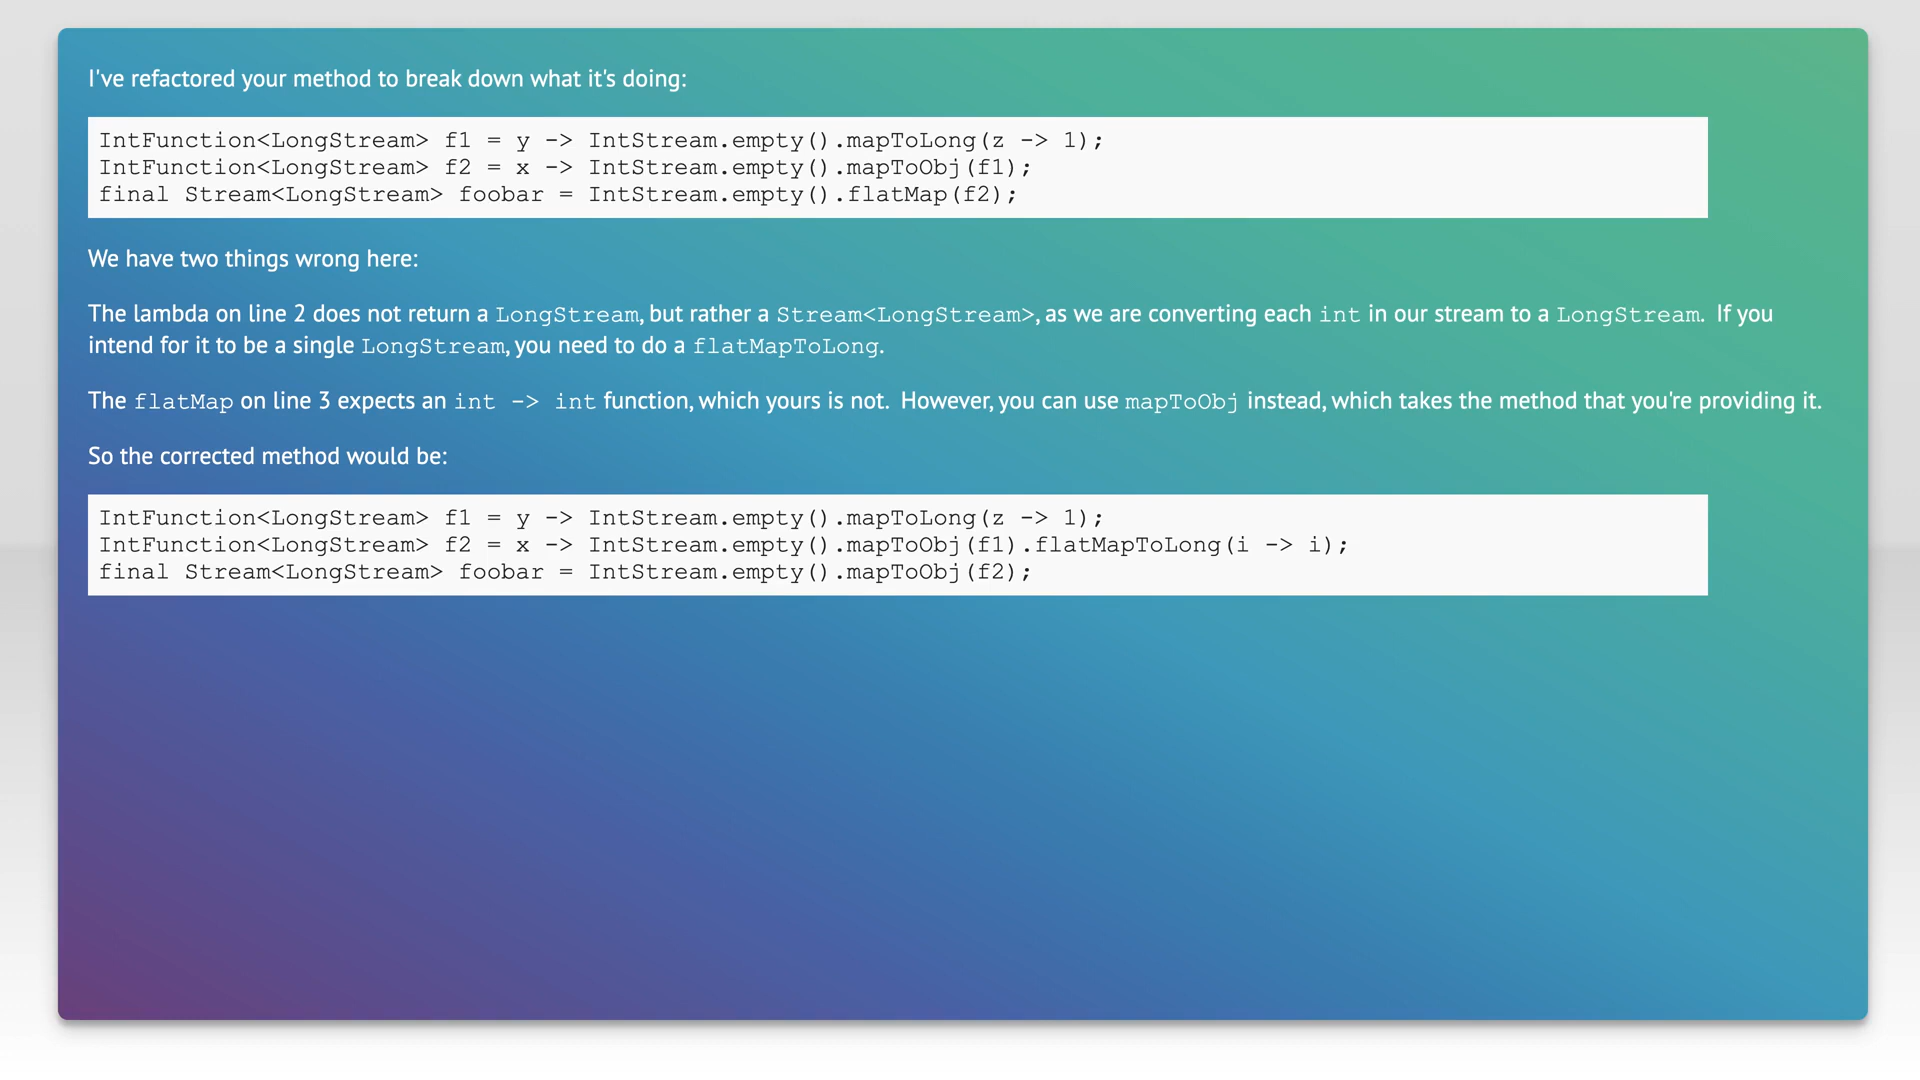 I've refactored your method to break down what it's doing:
IntFunction<LongStream> f1 = y -> IntStream.empty().mapToLong(z -> 1);
IntFunction<LongStream> f2 = x -> IntStream.empty().mapToObj(f1);
final Stream<LongStream> foobar = IntStream.empty().flatMap(f2);
We have two things wrong here:
The lambda on line 2 does not return a LongStream, but rather a Stream<LongStream>, as we are converting each int in our stream to a LongStream. If you
intend for it to be a single LongStream, you need to do a flatMapToLong.
The flatMap on line 3 expects an int -> int function, which yours is not. However, you can use mapToObj instead, which takes the method that you're providing it.
So the corrected method would be:
IntFunction<LongStream> f1 = y -> IntStream.empty().mapToLong(z -> 1);
IntFunction<LongStream> f2 = x -> IntStream.empty().mapToObj(f1).flatMapToLong(i -> i);
final Stream<LongStream> foobar = IntStream.empty().mapToObj(f2);